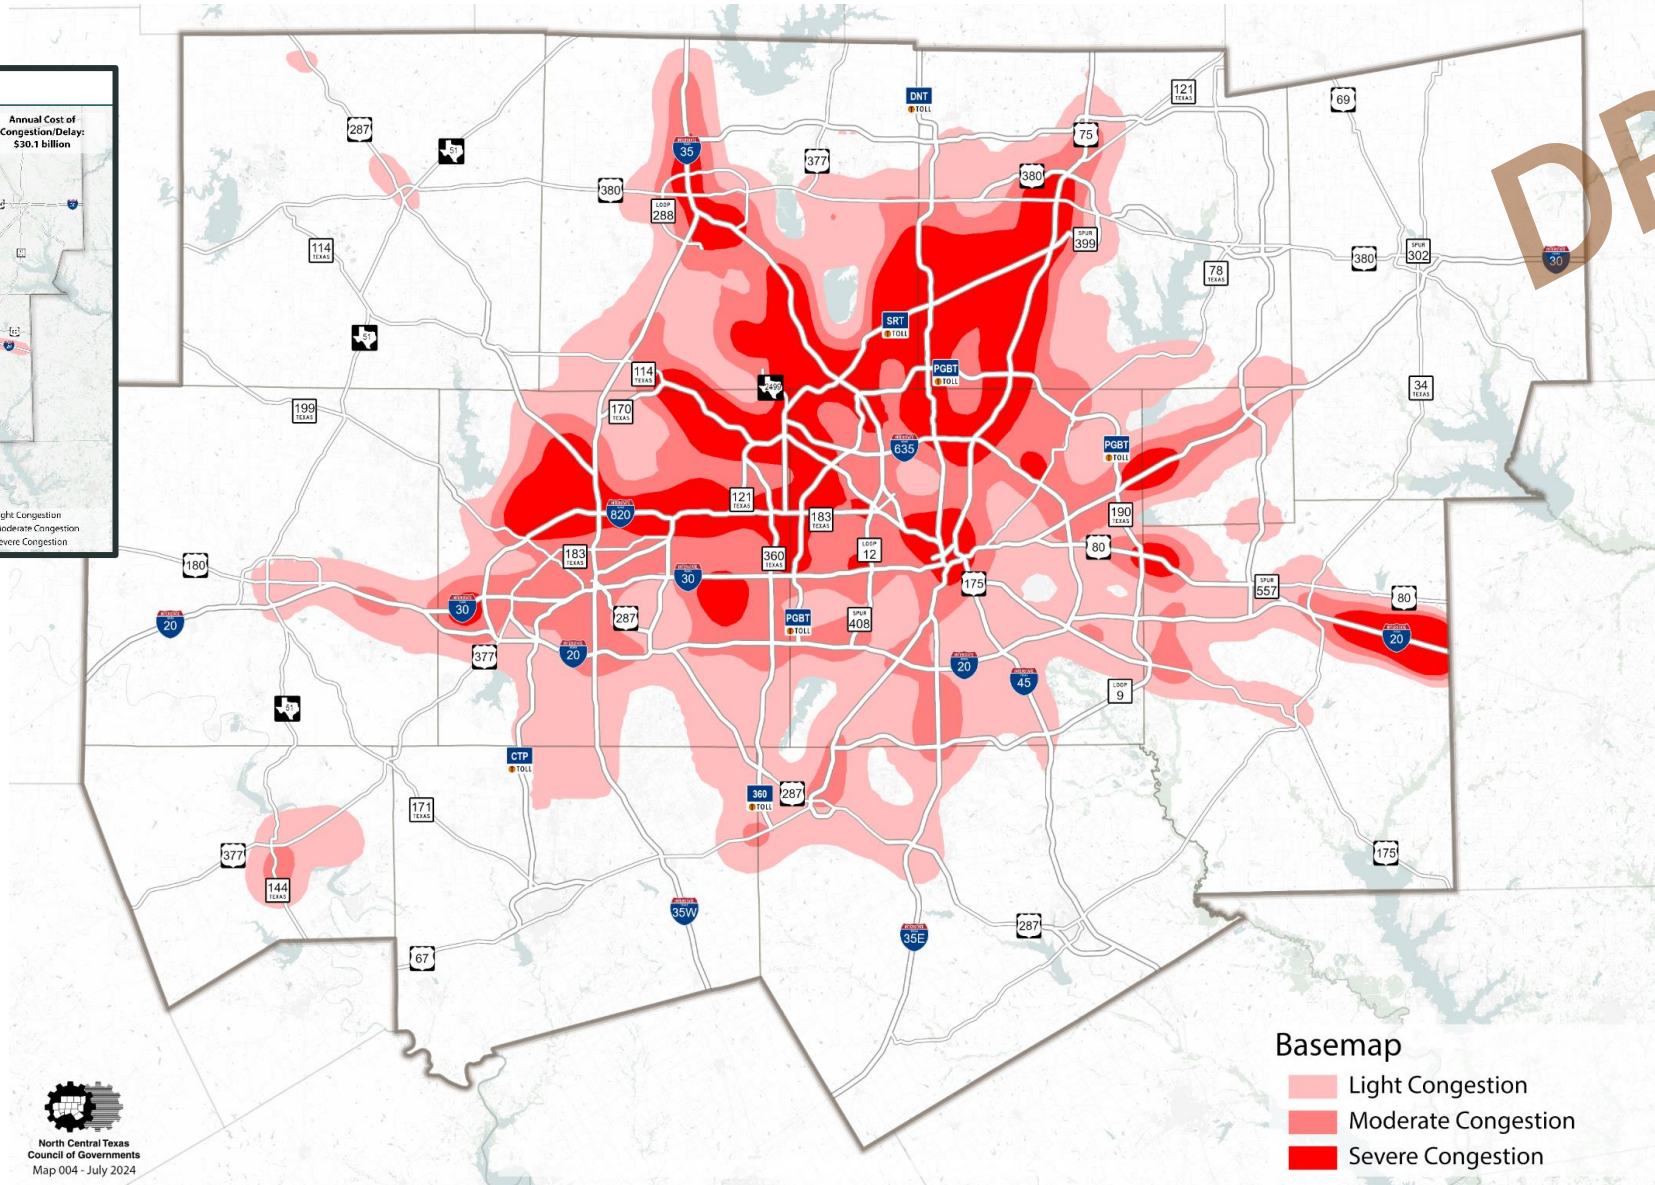 Annual Cost of
Congestion/Delay:
$30.1 billion
ght Congestion
oderate Congestion
evere Congestion
DNT
TOLL
121
TEXAS
69
287
51
35
377
75
380
380
LOOP
288
SPUR
399
114
TEXAS
78
TEXAS
380
SPUR
302
INTERSTATE
30
51
SRT
TOLL
114
TEXAS
2499
PGBT
TOLL
34
TEXAS
199
TEXAS
170
TEXAS
635
PGBT
TOLL
121
TEXAS
820
183
TEXAS
190
TEXAS
180
183
TEXAS
360
TEXAS
LOOP
12
80
30
175
SPUR
557
80
20
30
287
PGBT
TOLL
SPUR
408
20
377
20
20
45
LOOP
9
51
CTP
TOLL
360
TOLL
287
171
TEXAS
377
175
144
TEXAS
35W
35E
287
67
DR
Basemap
Light Congestion
Moderate Congestion
Severe Congestion
North Central Texas
Council of Governments
Map 004 - July 2024